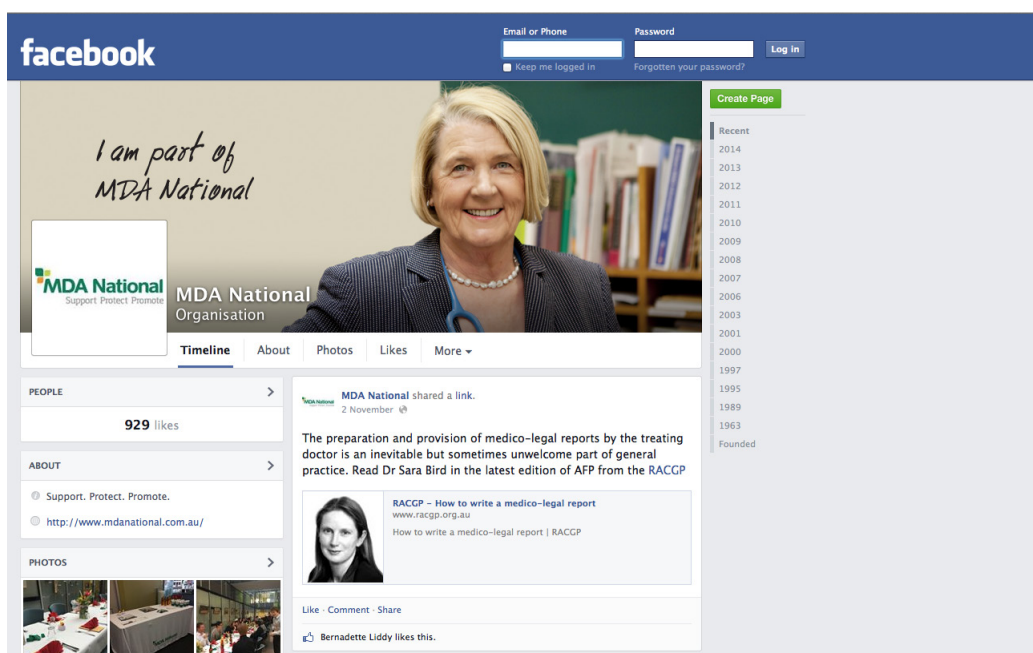 facebook
Email or Phone
Password
Log in
Keep me logged in
Forgotten your password?
I am part of
MDA National
MDA National
Support Protect Promote
MDA National
Organisation
Timeline
About
Photos
Likes
More
Create Page
Recent
2014
2013
2012
2011
2010
2009
2008
2007
2006
2003
2001
2000
1997
1995
1989
1963
Founded
PEOPLE
929 likes
ABOUT
Support. Protect. Promote.
http://www.mdanational.com.au/
PHOTOS
MDA National
MDA National shared a link.
2 November
The preparation and provision of medico-legal reports by the treating
doctor is an inevitable but sometimes unwelcome part of general
practice. Read Dr Sara Bird in the latest edition of AFP from the RACGP
RACGP – How to write a medico-legal report
www.racgp.org.au
How to write a medico-legal report | RACGP
Like · Comment · Share
Bernadette Liddy likes this.